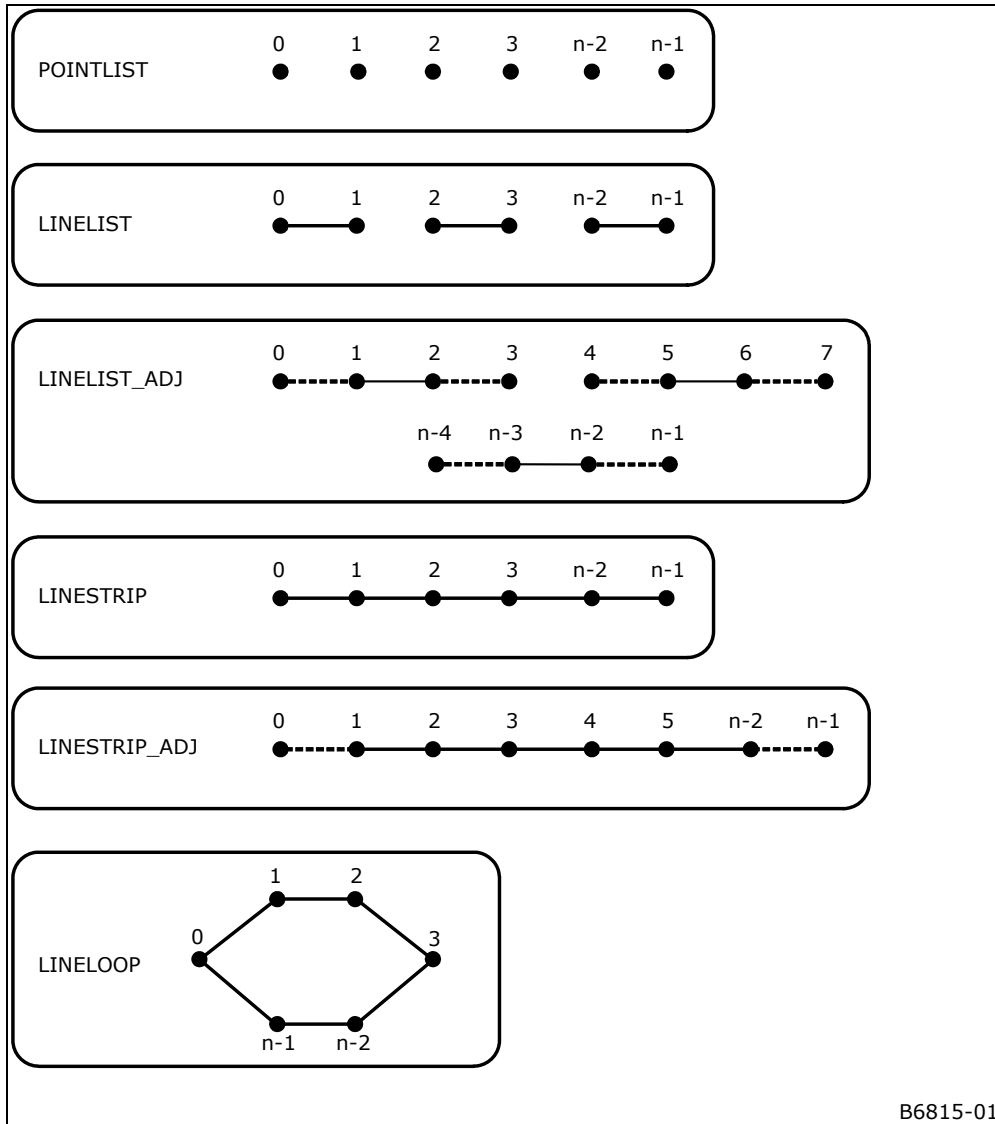 0 1 2 3 n-2 n-1
POINTLIST
0 1 2 3 n-2 n-1
LINELIST
0 1 2 3 4 5 6 7
LINELIST_ADJ
n-4 n-3 n-2 n-1
0 1 2 3 n-2 n-1
LINESTRIP
0 1 2 3 4 5 n-2 n-1
LINESTRIP_ADJ
1 2
0 3
LINELOOP
n-1 n-2
B6815-01